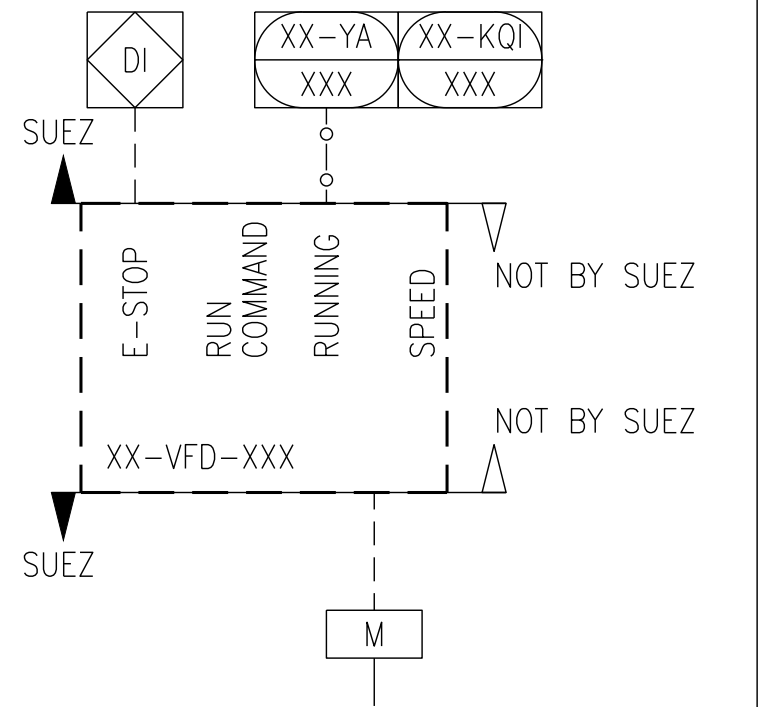 DI
XX-YA
XXX
XX-KQI
XXX
SUEZ
E-STOP
RUN
COMMAND
RUNNING
SPEED
NOT BY SUEZ
NOT BY SUEZ
XX-VFD-XXX
SUEZ
M